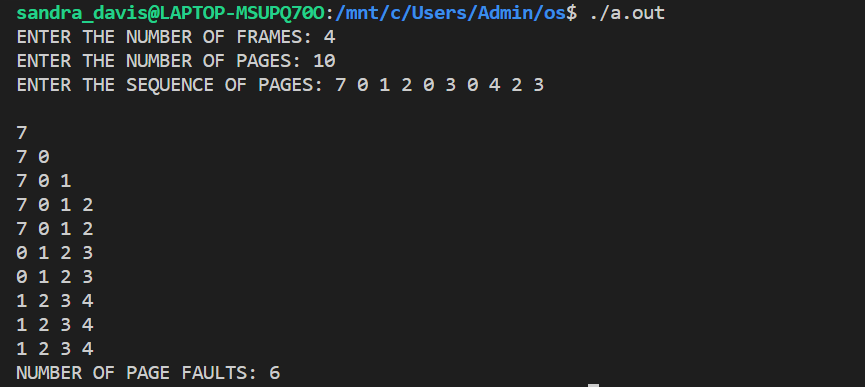 sandra_davis@LAPTOP-MSUPQ70O:/mnt/c/Users/Admin/os$ ./a.out
ENTER THE NUMBER OF FRAMES: 4
ENTER THE NUMBER OF PAGES: 10
ENTER THE SEQUENCE OF PAGES: 7 0 1 2 0 3 0 4 2 3
7
7 0
7 0 1
7 0 1 2
7 0 1 2
0 1 2 3
0 1 2 3
1 2 3 4
1 2 3 4
1 2 3 4
NUMBER OF PAGE FAULTS: 6